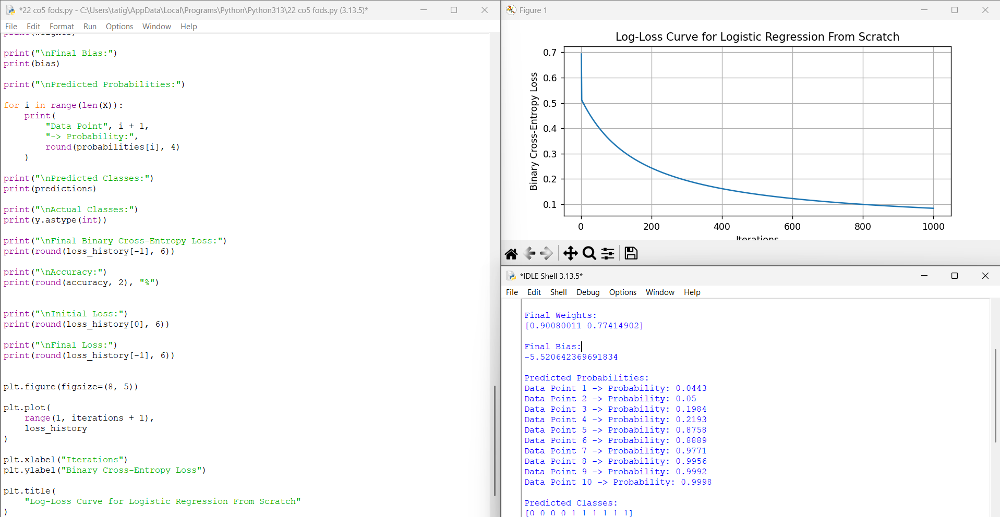 *22 co5 fods.py - C:\Users\tatig\AppData\Local\Programs\Python\Python313\22 co5 fods.py (3.13.5)*
File Edit Format Run Options Window Help
print(weights)
print("\nFinal Bias:")
print(bias)
print("\nPredicted Probabilities:")
for i in range(len(X)):
    print(
        "Data Point", i + 1,
        "-> Probability:",
        round(probabilities[i], 4)
    )
print("\nPredicted Classes:")
print(predictions)
print("\nActual Classes:")
print(y.astype(int))
print("\nFinal Binary Cross-Entropy Loss:")
print(round(loss_history[-1], 6))
print("\nAccuracy:")
print(round(accuracy, 2), "%")
print("\nInitial Loss:")
print(round(loss_history[0], 6))
print("\nFinal Loss:")
print(round(loss_history[-1], 6))
plt.figure(figsize=(8, 5))
plt.plot(
    range(1, iterations + 1),
    loss_history
)
plt.xlabel("Iterations")
plt.ylabel("Binary Cross-Entropy Loss")
plt.title(
    "Log-Loss Curve for Logistic Regression From Scratch"
)
Figure 1
Log-Loss Curve for Logistic Regression From Scratch
Binary Cross-Entropy Loss
0.7
0.6
0.5
0.4
0.3
0.2
0.1
0 200 400 600 800 1000
Iterations
*IDLE Shell 3.13.5*
File Edit Shell Debug Options Window Help
Final Weights:
[0.90080011 0.77414902]
Final Bias:
-5.520642369691834
Predicted Probabilities:
Data Point 1 -> Probability: 0.0443
Data Point 2 -> Probability: 0.05
Data Point 3 -> Probability: 0.1984
Data Point 4 -> Probability: 0.2193
Data Point 5 -> Probability: 0.8758
Data Point 6 -> Probability: 0.8889
Data Point 7 -> Probability: 0.9771
Data Point 8 -> Probability: 0.9956
Data Point 9 -> Probability: 0.9992
Data Point 10 -> Probability: 0.9998
Predicted Classes:
[0 0 0 0 1 1 1 1 1 1]